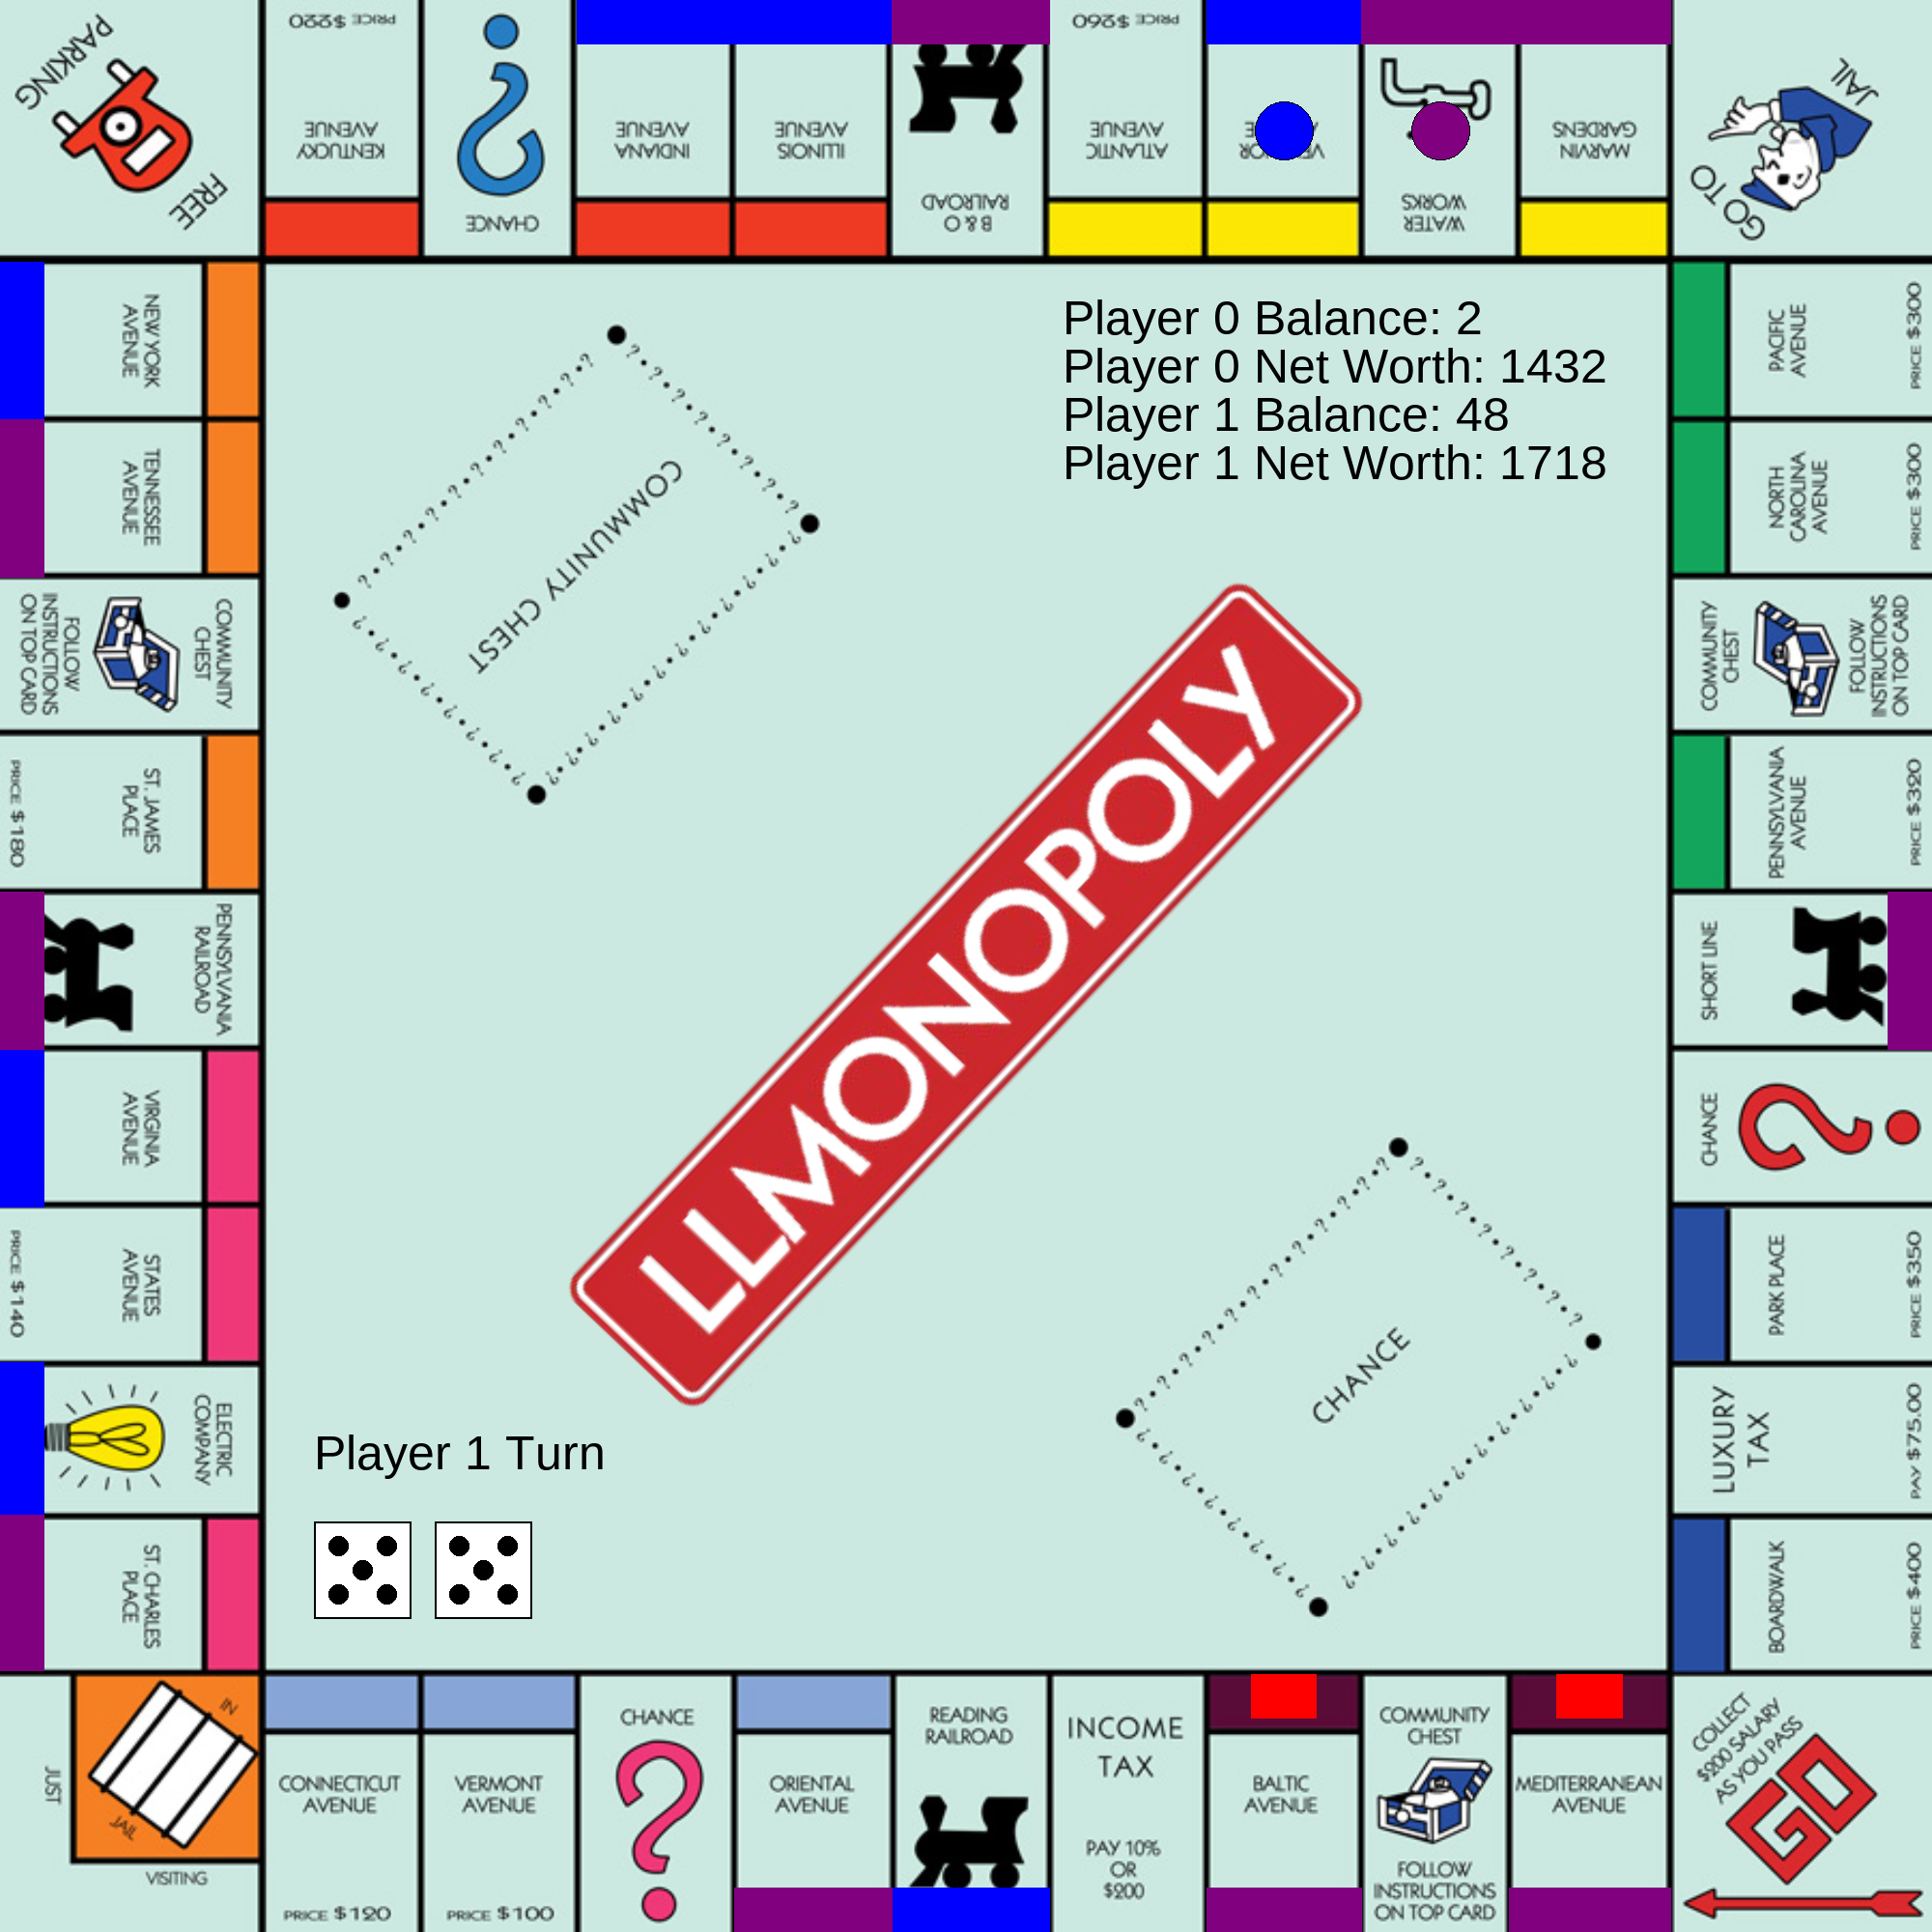 FREE
PARKING
PRICE $220
KENTUCKY
AVENUE
CHANCE
INDIANA
AVENUE
ILLINOIS
AVENUE
B & O
RAILROAD
PRICE $260
ATLANTIC
AVENUE
WATER
WORKS
MARVIN
GARDENS
GO TO
JAIL
NEW YORK
AVENUE
TENNESSEE
AVENUE
COMMUNITY
CHEST
FOLLOW
INSTRUCTIONS
ON TOP CARD
ST. JAMES
PLACE
PRICE $180
PENNSYLVANIA
RAILROAD
VIRGINIA
AVENUE
STATES
AVENUE
PRICE $140
ELECTRIC
COMPANY
ST. CHARLES
PLACE
Player 0 Balance: 2
Player 0 Net Worth: 1432
Player 1 Balance: 48
Player 1 Net Worth: 1718
COMMUNITY CHEST
LLMONOPOLY
CHANCE
Player 1 Turn
PACIFIC
AVENUE
PRICE $300
NORTH
CAROLINA
AVENUE
PRICE $300
COMMUNITY
CHEST
FOLLOW
INSTRUCTIONS
ON TOP CARD
PENNSYLVANIA
AVENUE
PRICE $320
SHORT LINE
CHANCE
PARK PLACE
PRICE $350
LUXURY
TAX
PAY $75.00
BOARDWALK
PRICE $400
JUST
VISITING
IN
JAIL
CONNECTICUT
AVENUE
PRICE $120
VERMONT
AVENUE
PRICE $100
CHANCE
ORIENTAL
AVENUE
READING
RAILROAD
INCOME
TAX
PAY 10%
OR
$200
BALTIC
AVENUE
COMMUNITY
CHEST
FOLLOW
INSTRUCTIONS
ON TOP CARD
MEDITERRANEAN
AVENUE
COLLECT
$200 SALARY
AS YOU PASS
GO